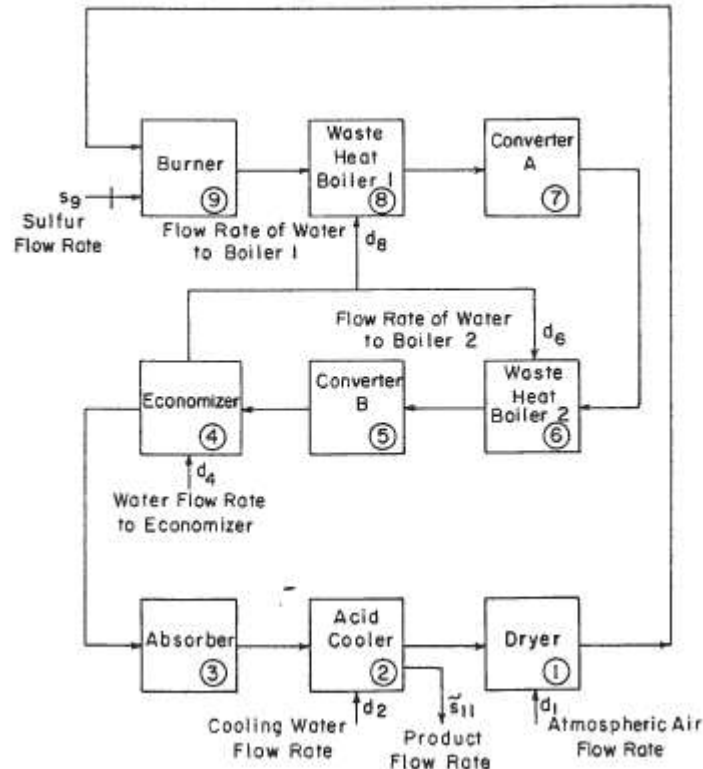 Burner
9
Waste
Heat
Boiler 1
8
Converter
A
7
s9
Sulfur
Flow Rate
Flow Rate of Water
to Boiler 1
d8
Flow Rate of Water
to Boiler 2
d6
Economizer
4
Converter
B
5
Waste
Heat
Boiler 2
6
d4
Water Flow Rate
to Economizer
Absorber
3
Acid
Cooler
2
Dryer
1
d2
Cooling Water
Flow Rate
s̃11
Product
Flow Rate
d1
Atmospheric Air
Flow Rate